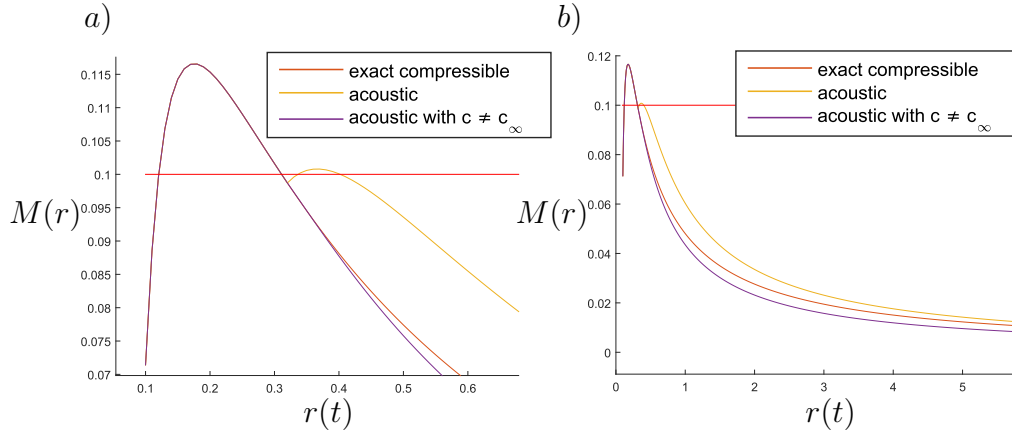 a)
exact compressible
acoustic
acoustic with c ≠ c∞
0.115
0.11
0.105
0.1
0.095
0.09
0.085
0.08
0.075
0.07
M(r)
0.1 0.2 0.3 0.4 0.5 0.6
r(t)
b)
exact compressible
acoustic
acoustic with c ≠ c∞
0.12
0.1
0.08
0.06
0.04
0.02
0
M(r)
0 1 2 3 4 5
r(t)